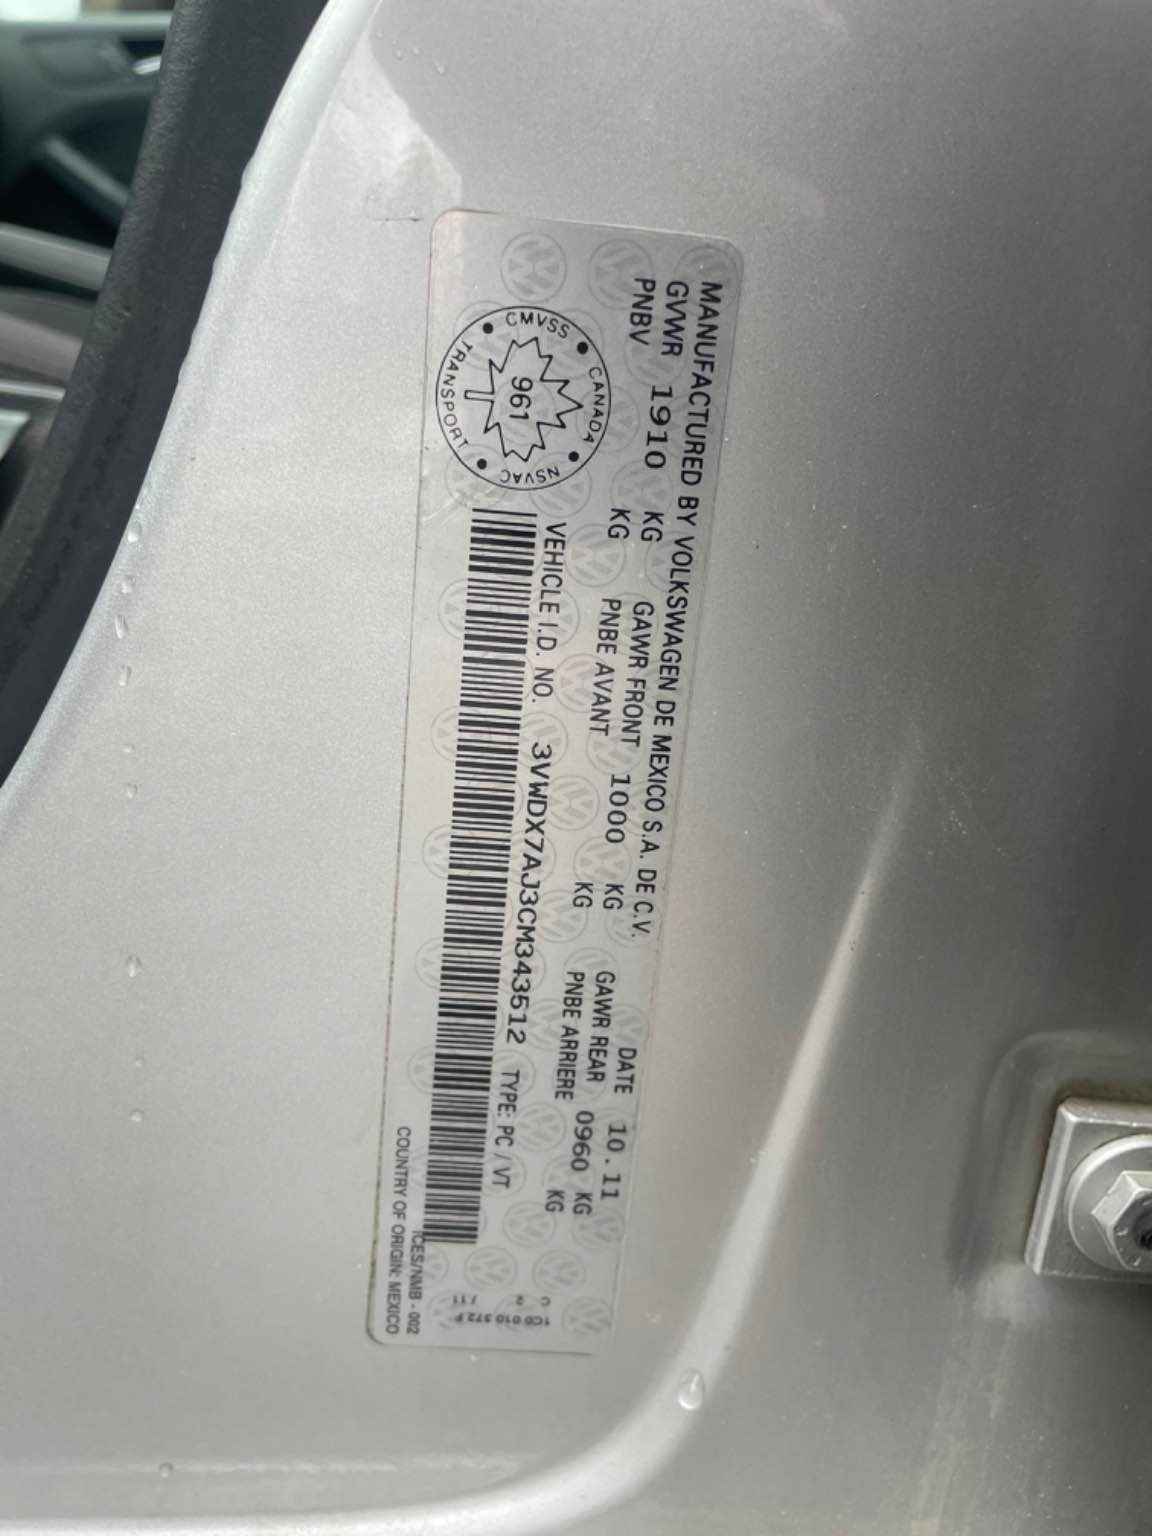 MANUFACTURED BY VOLKSWAGEN DE MEXICO S.A. DE C.V. DATE 10.11
GVWR 1910 KG GAWR FRONT 1000 KG GAWR REAR 0960 KG
PNBV KG PNBE AVANT KG PNBE ARRIERE KG
VEHICLE I.D. NO. 3VWDX7AJ3CM343512 TYPE: PC / VT
CMVSS • CANADA • NSVAC • TRANSPORT •
961
ICES/NMB - 002
COUNTRY OF ORIGIN: MEXICO